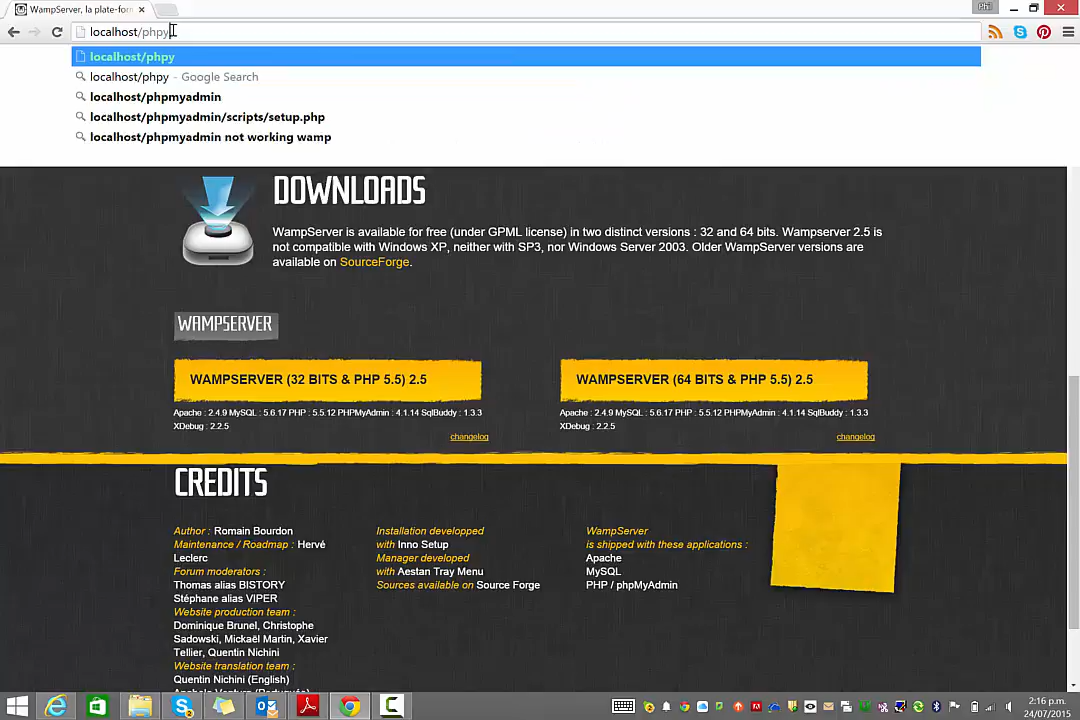 WampServer, la plate-form
Phil
localhost/phpy
localhost/phpy
localhost/phpy - Google Search
localhost/phpmyadmin
localhost/phpmyadmin/scripts/setup.php
localhost/phpmyadmin not working wamp
DOWNLOADS
WampServer is available for free (under GPML license) in two distinct versions : 32 and 64 bits. Wampserver 2.5 is
not compatible with Windows XP, neither with SP3, nor Windows Server 2003. Older WampServer versions are
available on SourceForge.
WAMPSERVER
WAMPSERVER (32 BITS & PHP 5.5) 2.5
Apache : 2.4.9 MySQL : 5.6.17 PHP : 5.5.12 PHPMyAdmin : 4.1.14 SqlBuddy : 1.3.3
XDebug : 2.2.5
changelog
WAMPSERVER (64 BITS & PHP 5.5) 2.5
Apache : 2.4.9 MySQL : 5.6.17 PHP : 5.5.12 PHPMyAdmin : 4.1.14 SqlBuddy : 1.3.3
XDebug : 2.2.5
changelog
CREDITS
Author : Romain Bourdon
Maintenance / Roadmap : Hervé
Leclerc
Forum moderators :
Thomas alias BISTORY
Stéphane alias VIPER
Website production team :
Dominique Brunel, Christophe
Sadowski, Mickaël Martin, Xavier
Tellier, Quentin Nichini
Website translation team :
Quentin Nichini (English)
Installation developped
with Inno Setup
Manager developed
with Aestan Tray Menu
Sources available on Source Forge
WampServer
is shipped with these applications :
Apache
MySQL
PHP / phpMyAdmin
2:16 p.m.
24/07/2015